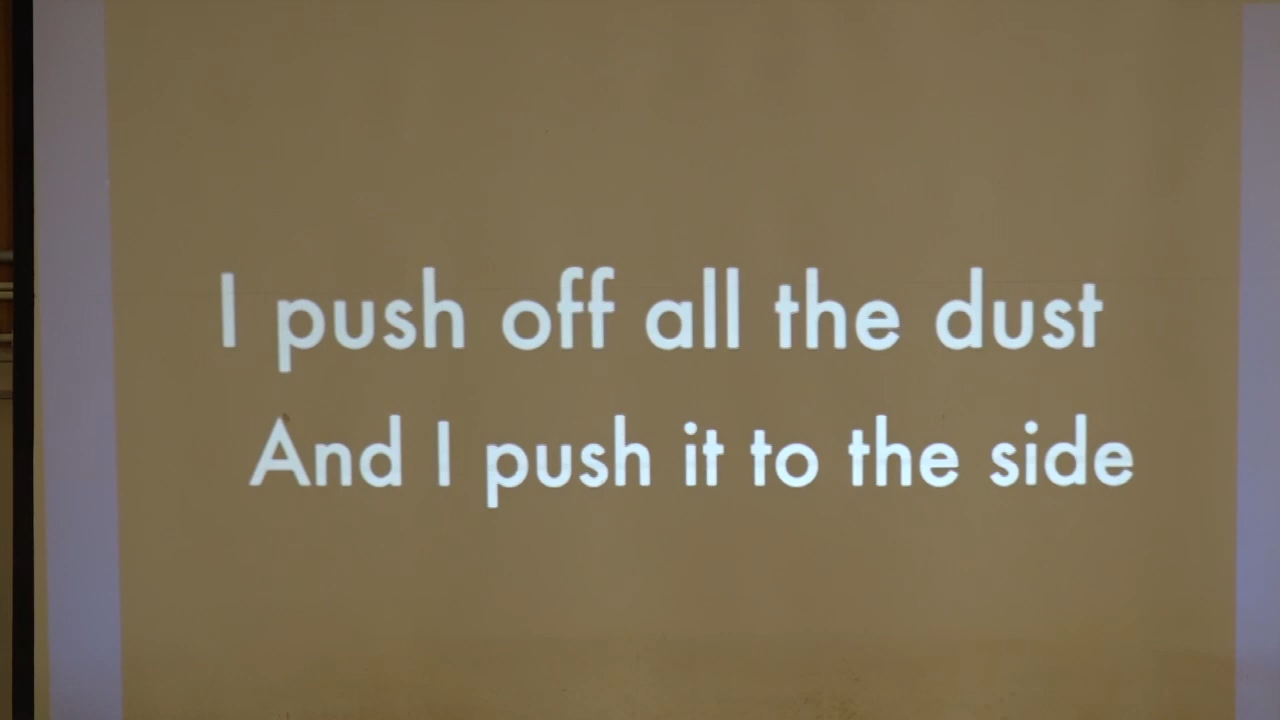 I push off all the dust
And I push it to the side